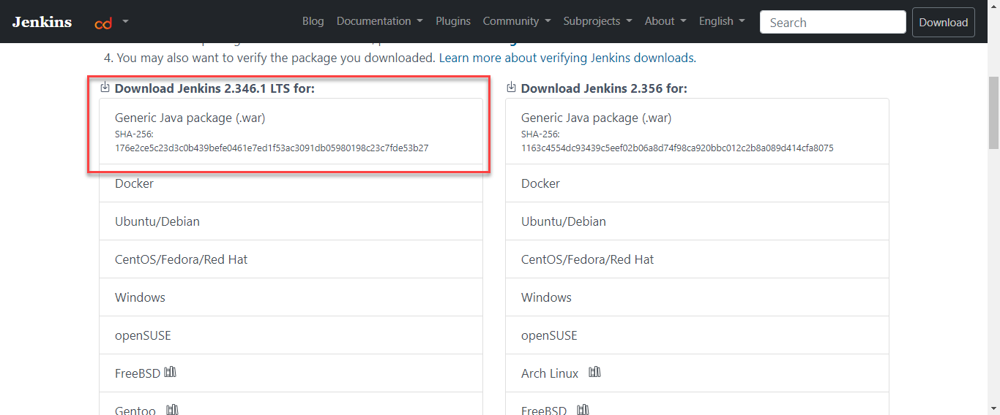 Jenkins
cd
Blog Documentation Plugins Community Subprojects About English Search Download
4. You may also want to verify the package you downloaded. Learn more about verifying Jenkins downloads.
Download Jenkins 2.346.1 LTS for:
Generic Java package (.war)
SHA-256:
176e2ce5c23d3c0b439befe0461e7ed1f53ac3091db05980198c23c7fde53b27
Docker
Ubuntu/Debian
CentOS/Fedora/Red Hat
Windows
openSUSE
FreeBSD
Gentoo
Download Jenkins 2.356 for:
Generic Java package (.war)
SHA-256:
1163c4554dc93439c5eef02b06a8d74f98ca920bbc012c2b8a089d414cfa8075
Docker
Ubuntu/Debian
CentOS/Fedora/Red Hat
Windows
openSUSE
Arch Linux
FreeBSD